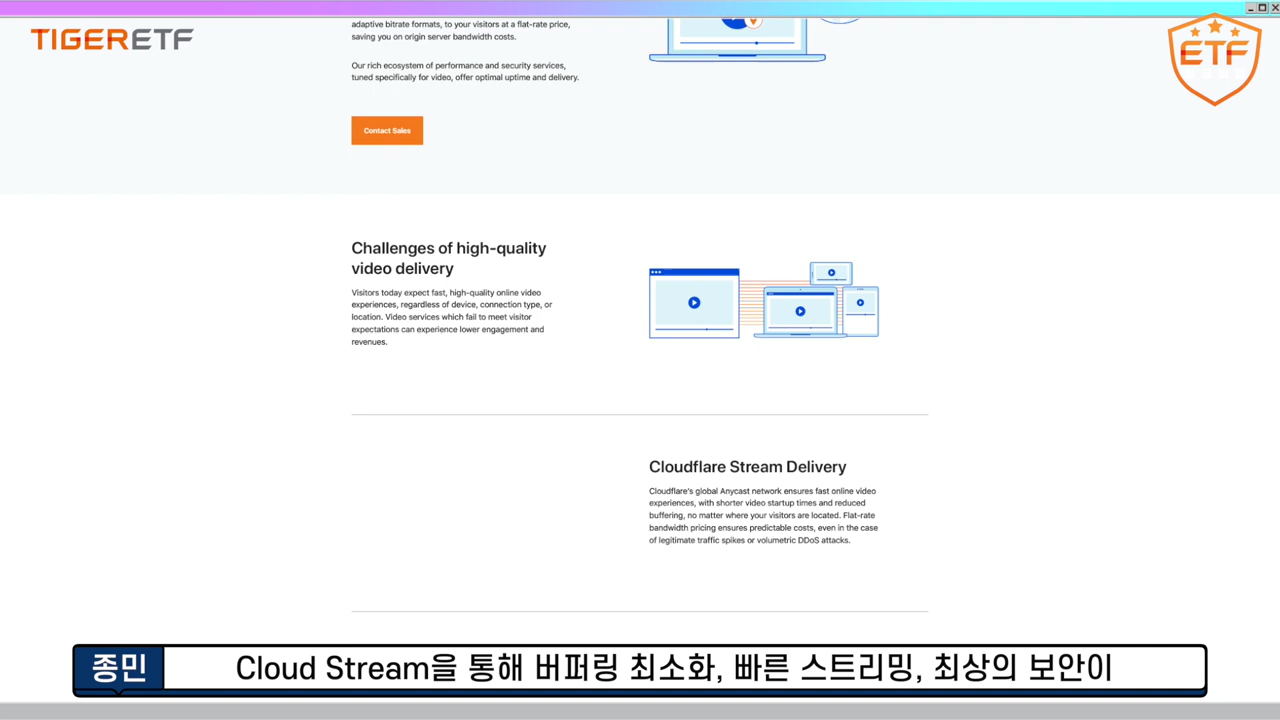 adaptive bitrate formats, to your visitors at a flat-rate price,
saving you on origin server bandwidth costs.
TIGERETF
ETF
Our rich ecosystem of performance and security services,
tuned specifically for video, offer optimal uptime and delivery.
Contact Sales
Challenges of high-quality
video delivery
Visitors today expect fast, high-quality online video
experiences, regardless of device, connection type, or
location. Video services which fail to meet visitor
expectations can experience lower engagement and
revenues.
Cloudflare Stream Delivery
Cloudflare's global Anycast network ensures fast online video
experiences, with shorter video startup times and reduced
buffering, no matter where your visitors are located. Flat-rate
bandwidth pricing ensures predictable costs, even in the case
of legitimate traffic spikes or volumetric DDoS attacks.
종민
Cloud Stream을 통해 버퍼링 최소화, 빠른 스트리밍, 최상의 보안이